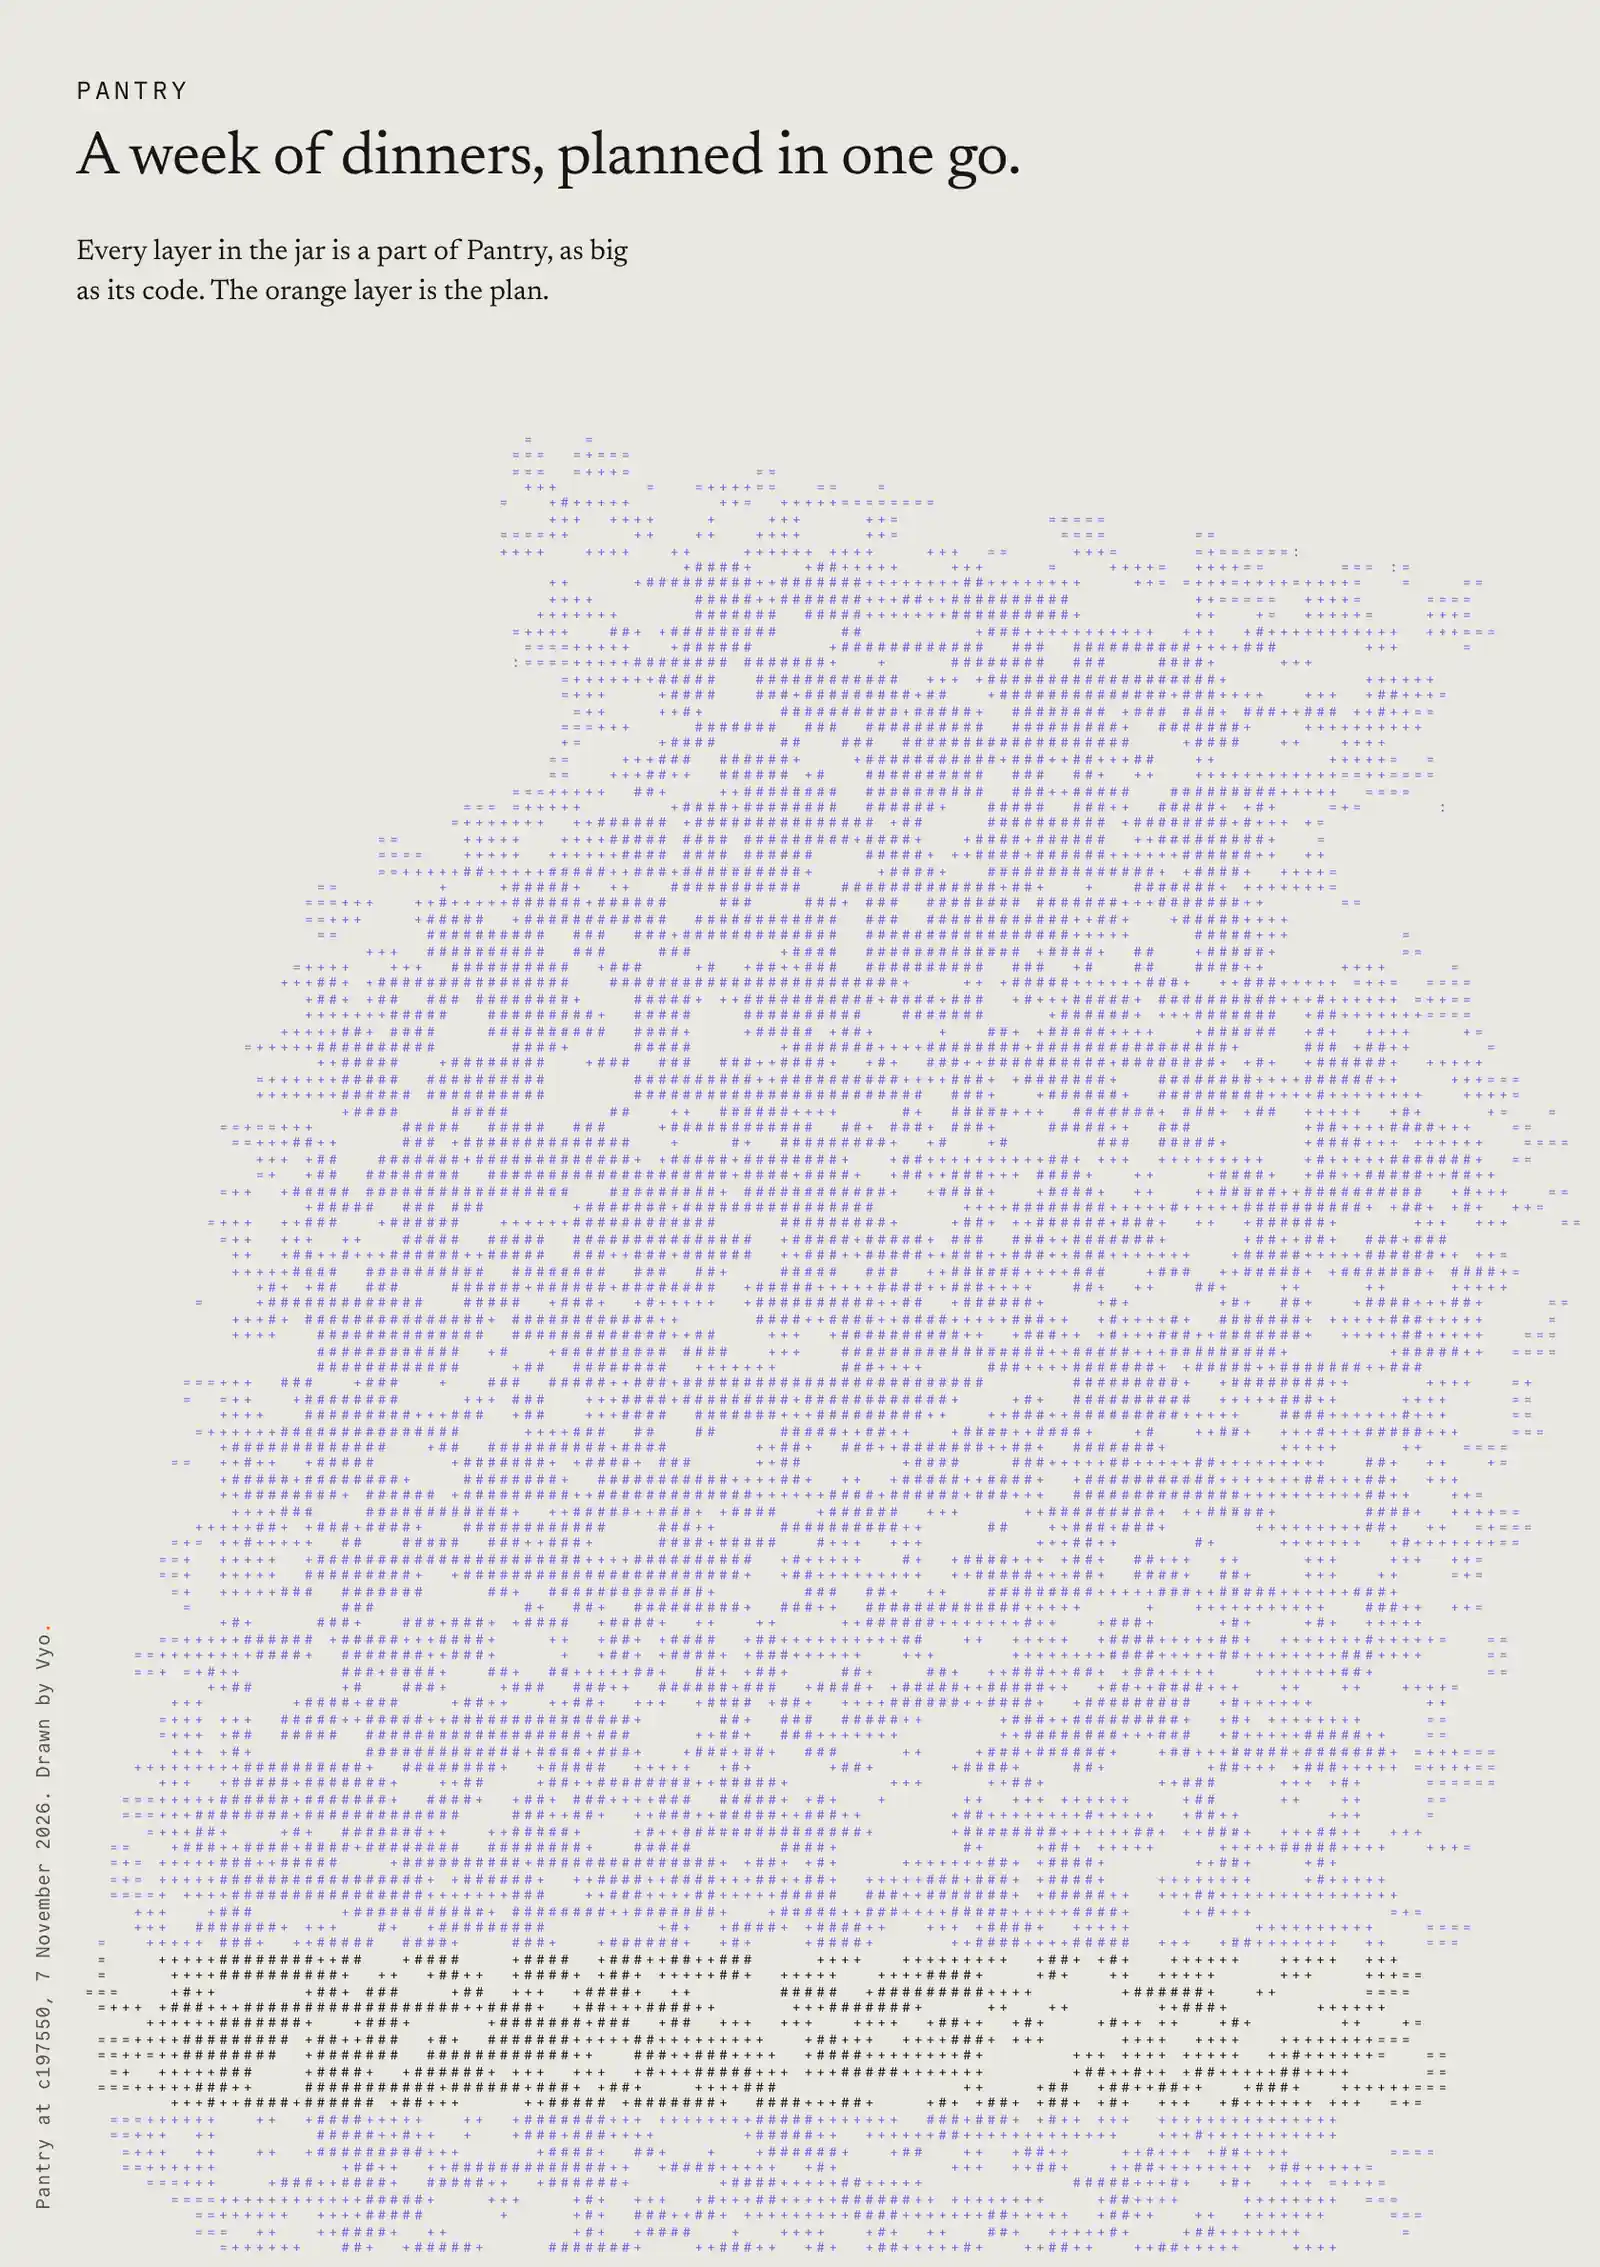 PANTRY
A week of dinners, planned in one go.
Every layer in the jar is a part of Pantry, as big
as its code. The orange layer is the plan.
Pantry at c197550, 7 November 2026. Drawn by Vyo.